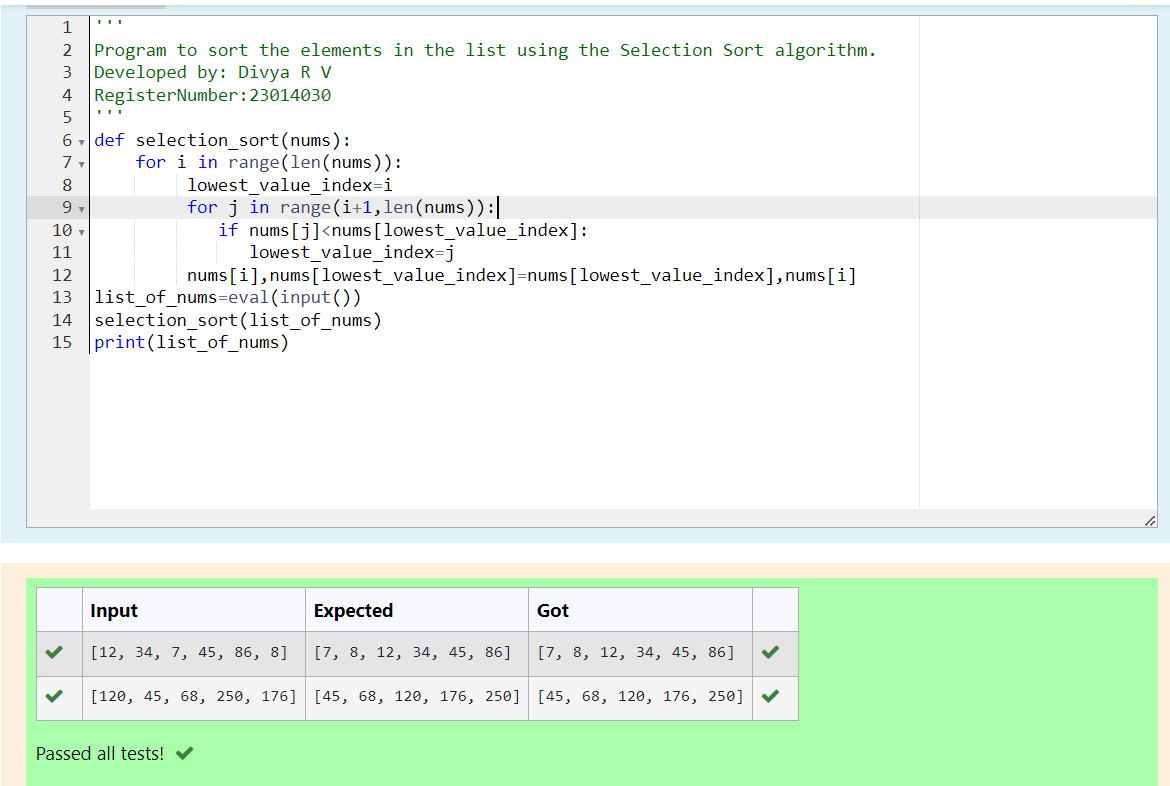 1 '''
2 Program to sort the elements in the list using the Selection Sort algorithm.
3 Developed by: Divya R V
4 RegisterNumber:23014030
5 '''
6 def selection_sort(nums):
7     for i in range(len(nums)):
8         lowest_value_index=i
9         for j in range(i+1,len(nums)):
10            if nums[j]<nums[lowest_value_index]:
11               lowest_value_index=j
12        nums[i],nums[lowest_value_index]=nums[lowest_value_index],nums[i]
13 list_of_nums=eval(input())
14 selection_sort(list_of_nums)
15 print(list_of_nums)
Input Expected Got
[12, 34, 7, 45, 86, 8] [7, 8, 12, 34, 45, 86] [7, 8, 12, 34, 45, 86]
[120, 45, 68, 250, 176] [45, 68, 120, 176, 250] [45, 68, 120, 176, 250]
Passed all tests!